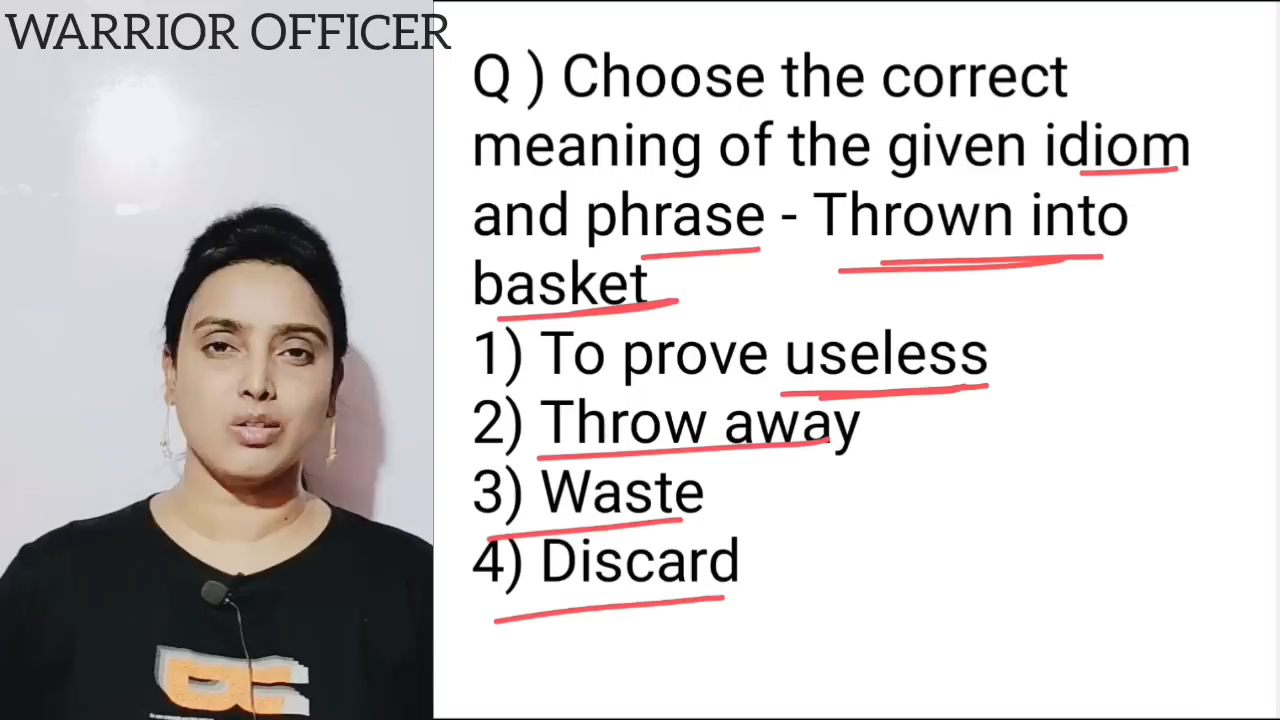 WARRIOR OFFICER
Q ) Choose the correct
meaning of the given idiom
and phrase - Thrown into
basket
1) To prove useless
2) Throw away
3) Waste
4) Discard